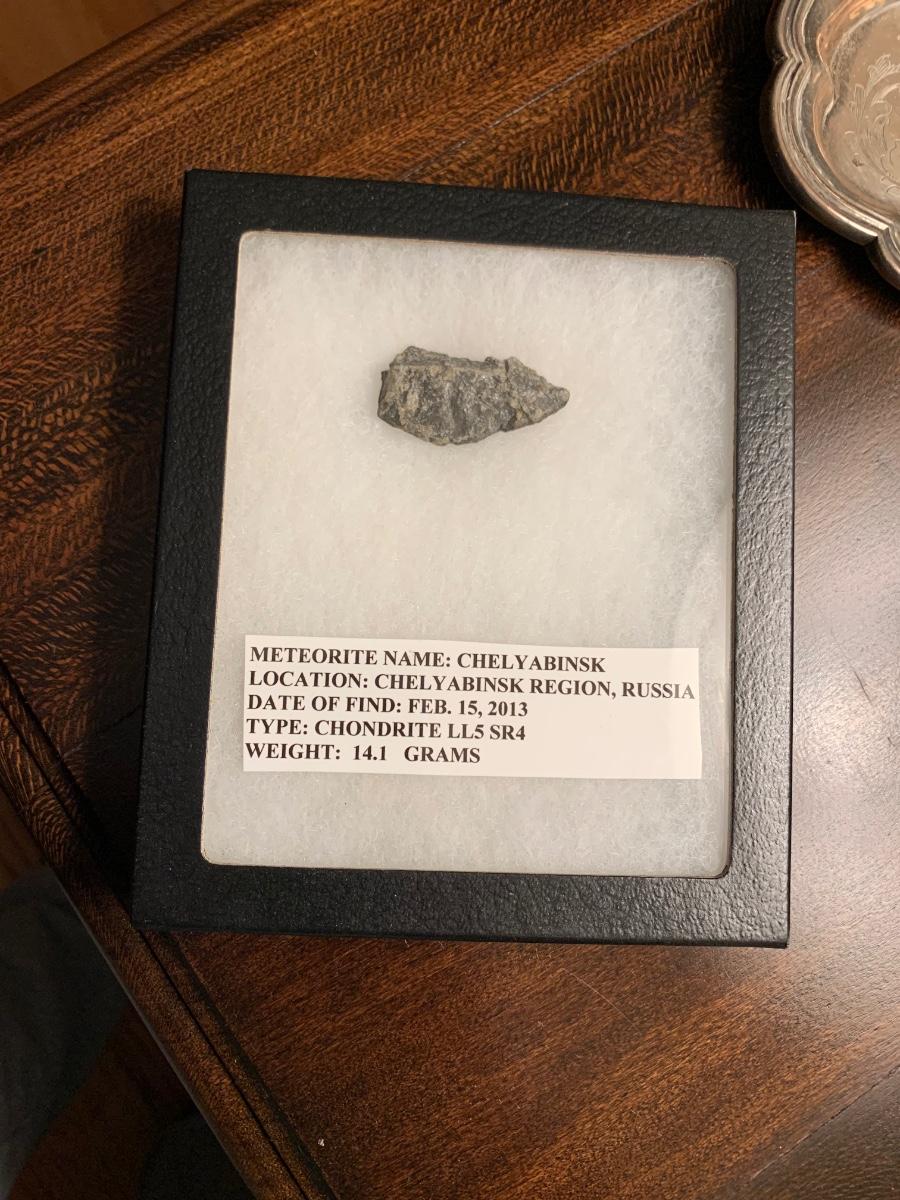 METEORITE NAME: CHELYABINSK
LOCATION: CHELYABINSK REGION, RUSSIA
DATE OF FIND: FEB. 15, 2013
TYPE: CHONDRITE LL5 SR4
WEIGHT: 14.1 GRAMS